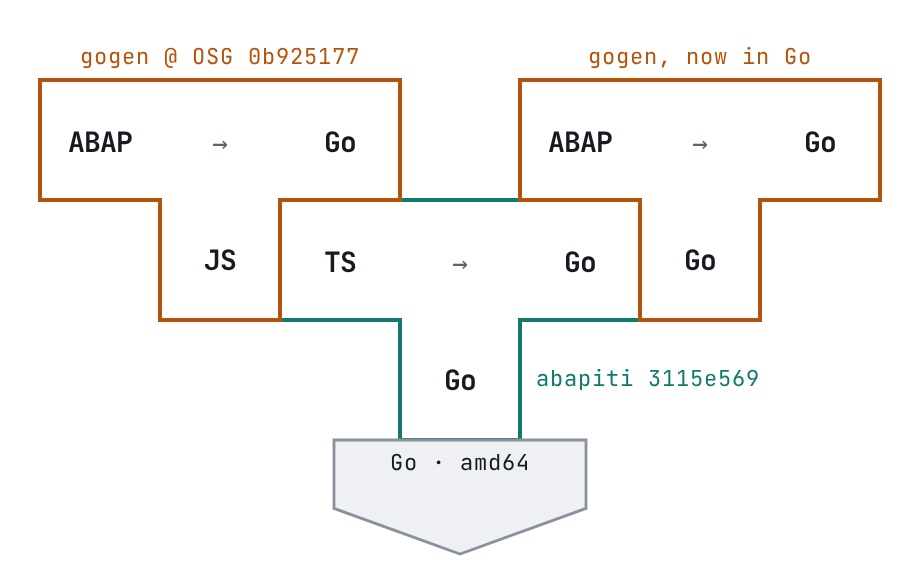 gogen @ OSG 0b925177
gogen, now in Go
ABAP → Go
ABAP → Go
JS
TS → Go
Go
Go
abapiti 3115e569
Go · amd64